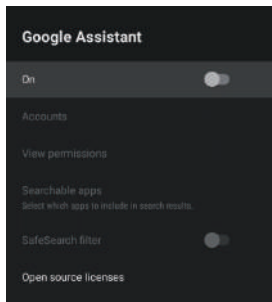 Google Assistant
On
Accounts
View permissions
Searchable apps
Select which apps to include in search results.
SafeSearch filter
Open source licenses